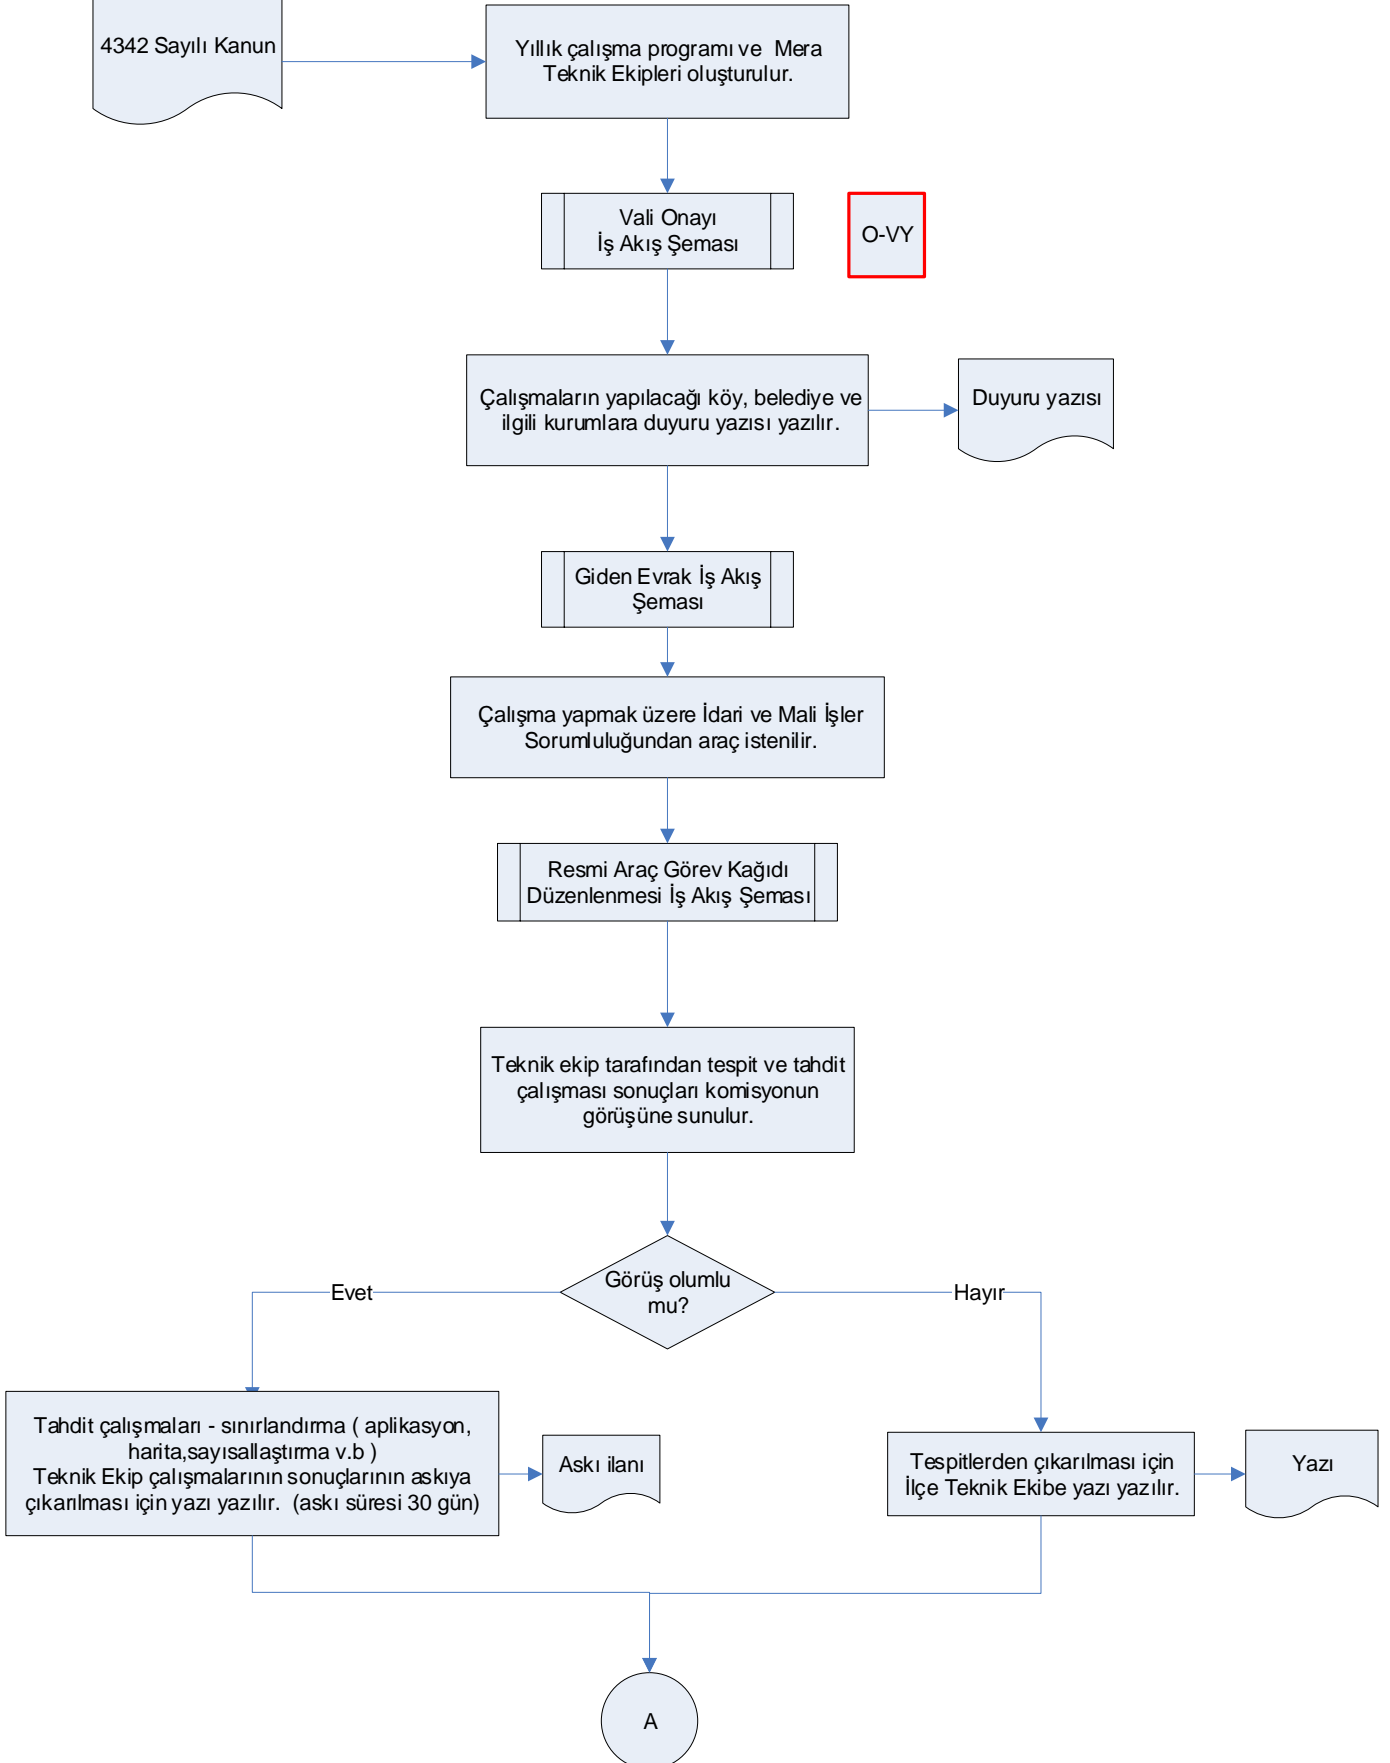 4342 Sayılı Kanun
Yıllık çalışma programı ve  Mera
Teknik Ekipleri oluşturulur.
Vali Onayı
İş Akış Şeması
O-VY
Çalışmaların yapılacağı köy, belediye ve
ilgili kurumlara duyuru yazısı yazılır.
Duyuru yazısı
Giden Evrak İş Akış
Şeması
Çalışma yapmak üzere İdari ve Mali İşler
Sorumluluğundan araç istenilir.
Resmi Araç Görev Kağıdı
Düzenlenmesi İş Akış Şeması
Teknik ekip tarafından tespit ve tahdit
çalışması sonuçları komisyonun
görüşüne sunulur.
Görüş olumlu
mu?
Evet
Hayır
Tahdit çalışmaları - sınırlandırma ( aplikasyon,
harita,sayısallaştırma v.b )
Teknik Ekip çalışmalarının sonuçlarının askıya
çıkarılması için yazı yazılır.  (askı süresi 30 gün)
Askı ilanı
Tespitlerden çıkarılması için
İlçe Teknik Ekibe yazı yazılır.
Yazı
A